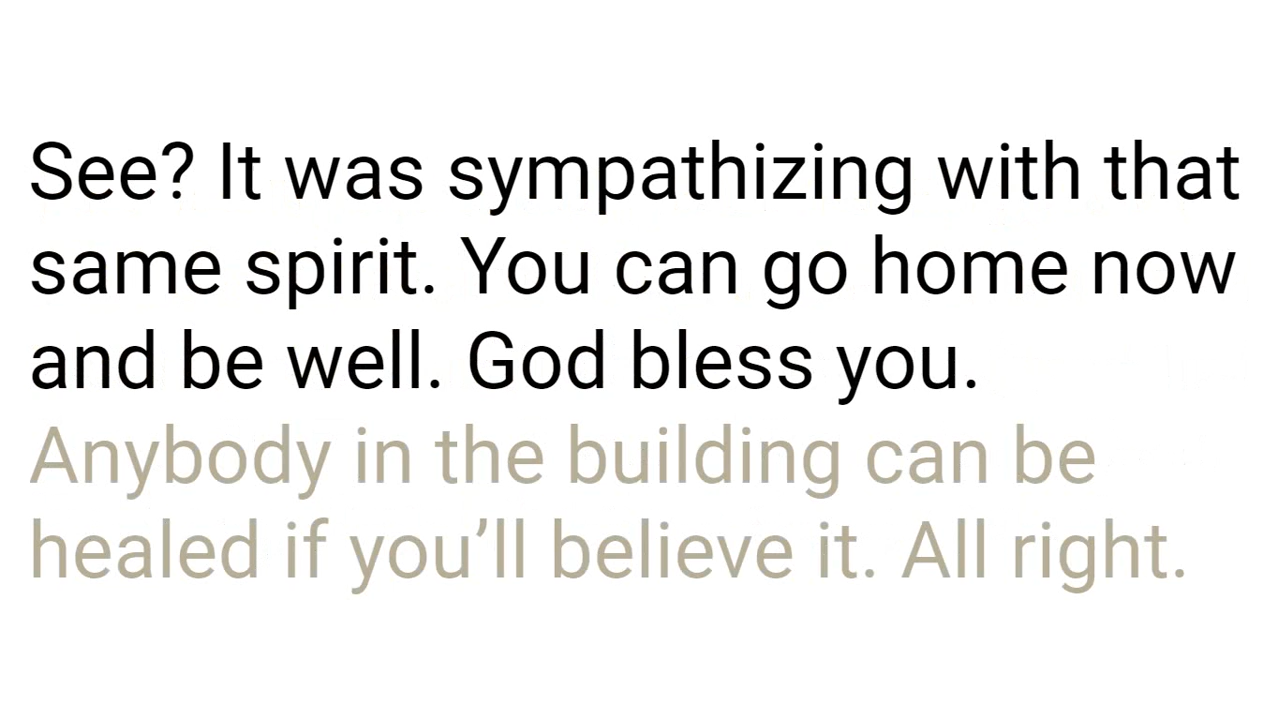 See? It was sympathizing with that
same spirit. You can go home now
and be well. God bless you.
Anybody in the building can be
healed if you’ll believe it. All right.